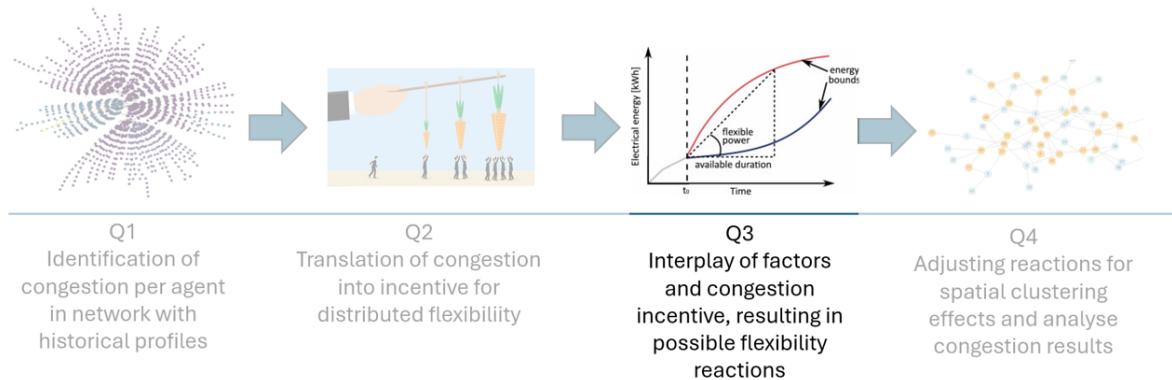 Electrical energy [kWh]
energy
bounds
flexible
power
available duration
t₀
Time
Q1
Identification of
congestion per agent
in network with
historical profiles
Q2
Translation of congestion
into incentive for
distributed flexibiliity
Q3
Interplay of factors
and congestion
incentive, resulting in
possible flexibility
reactions
Q4
Adjusting reactions for
spatial clustering
effects and analyse
congestion results